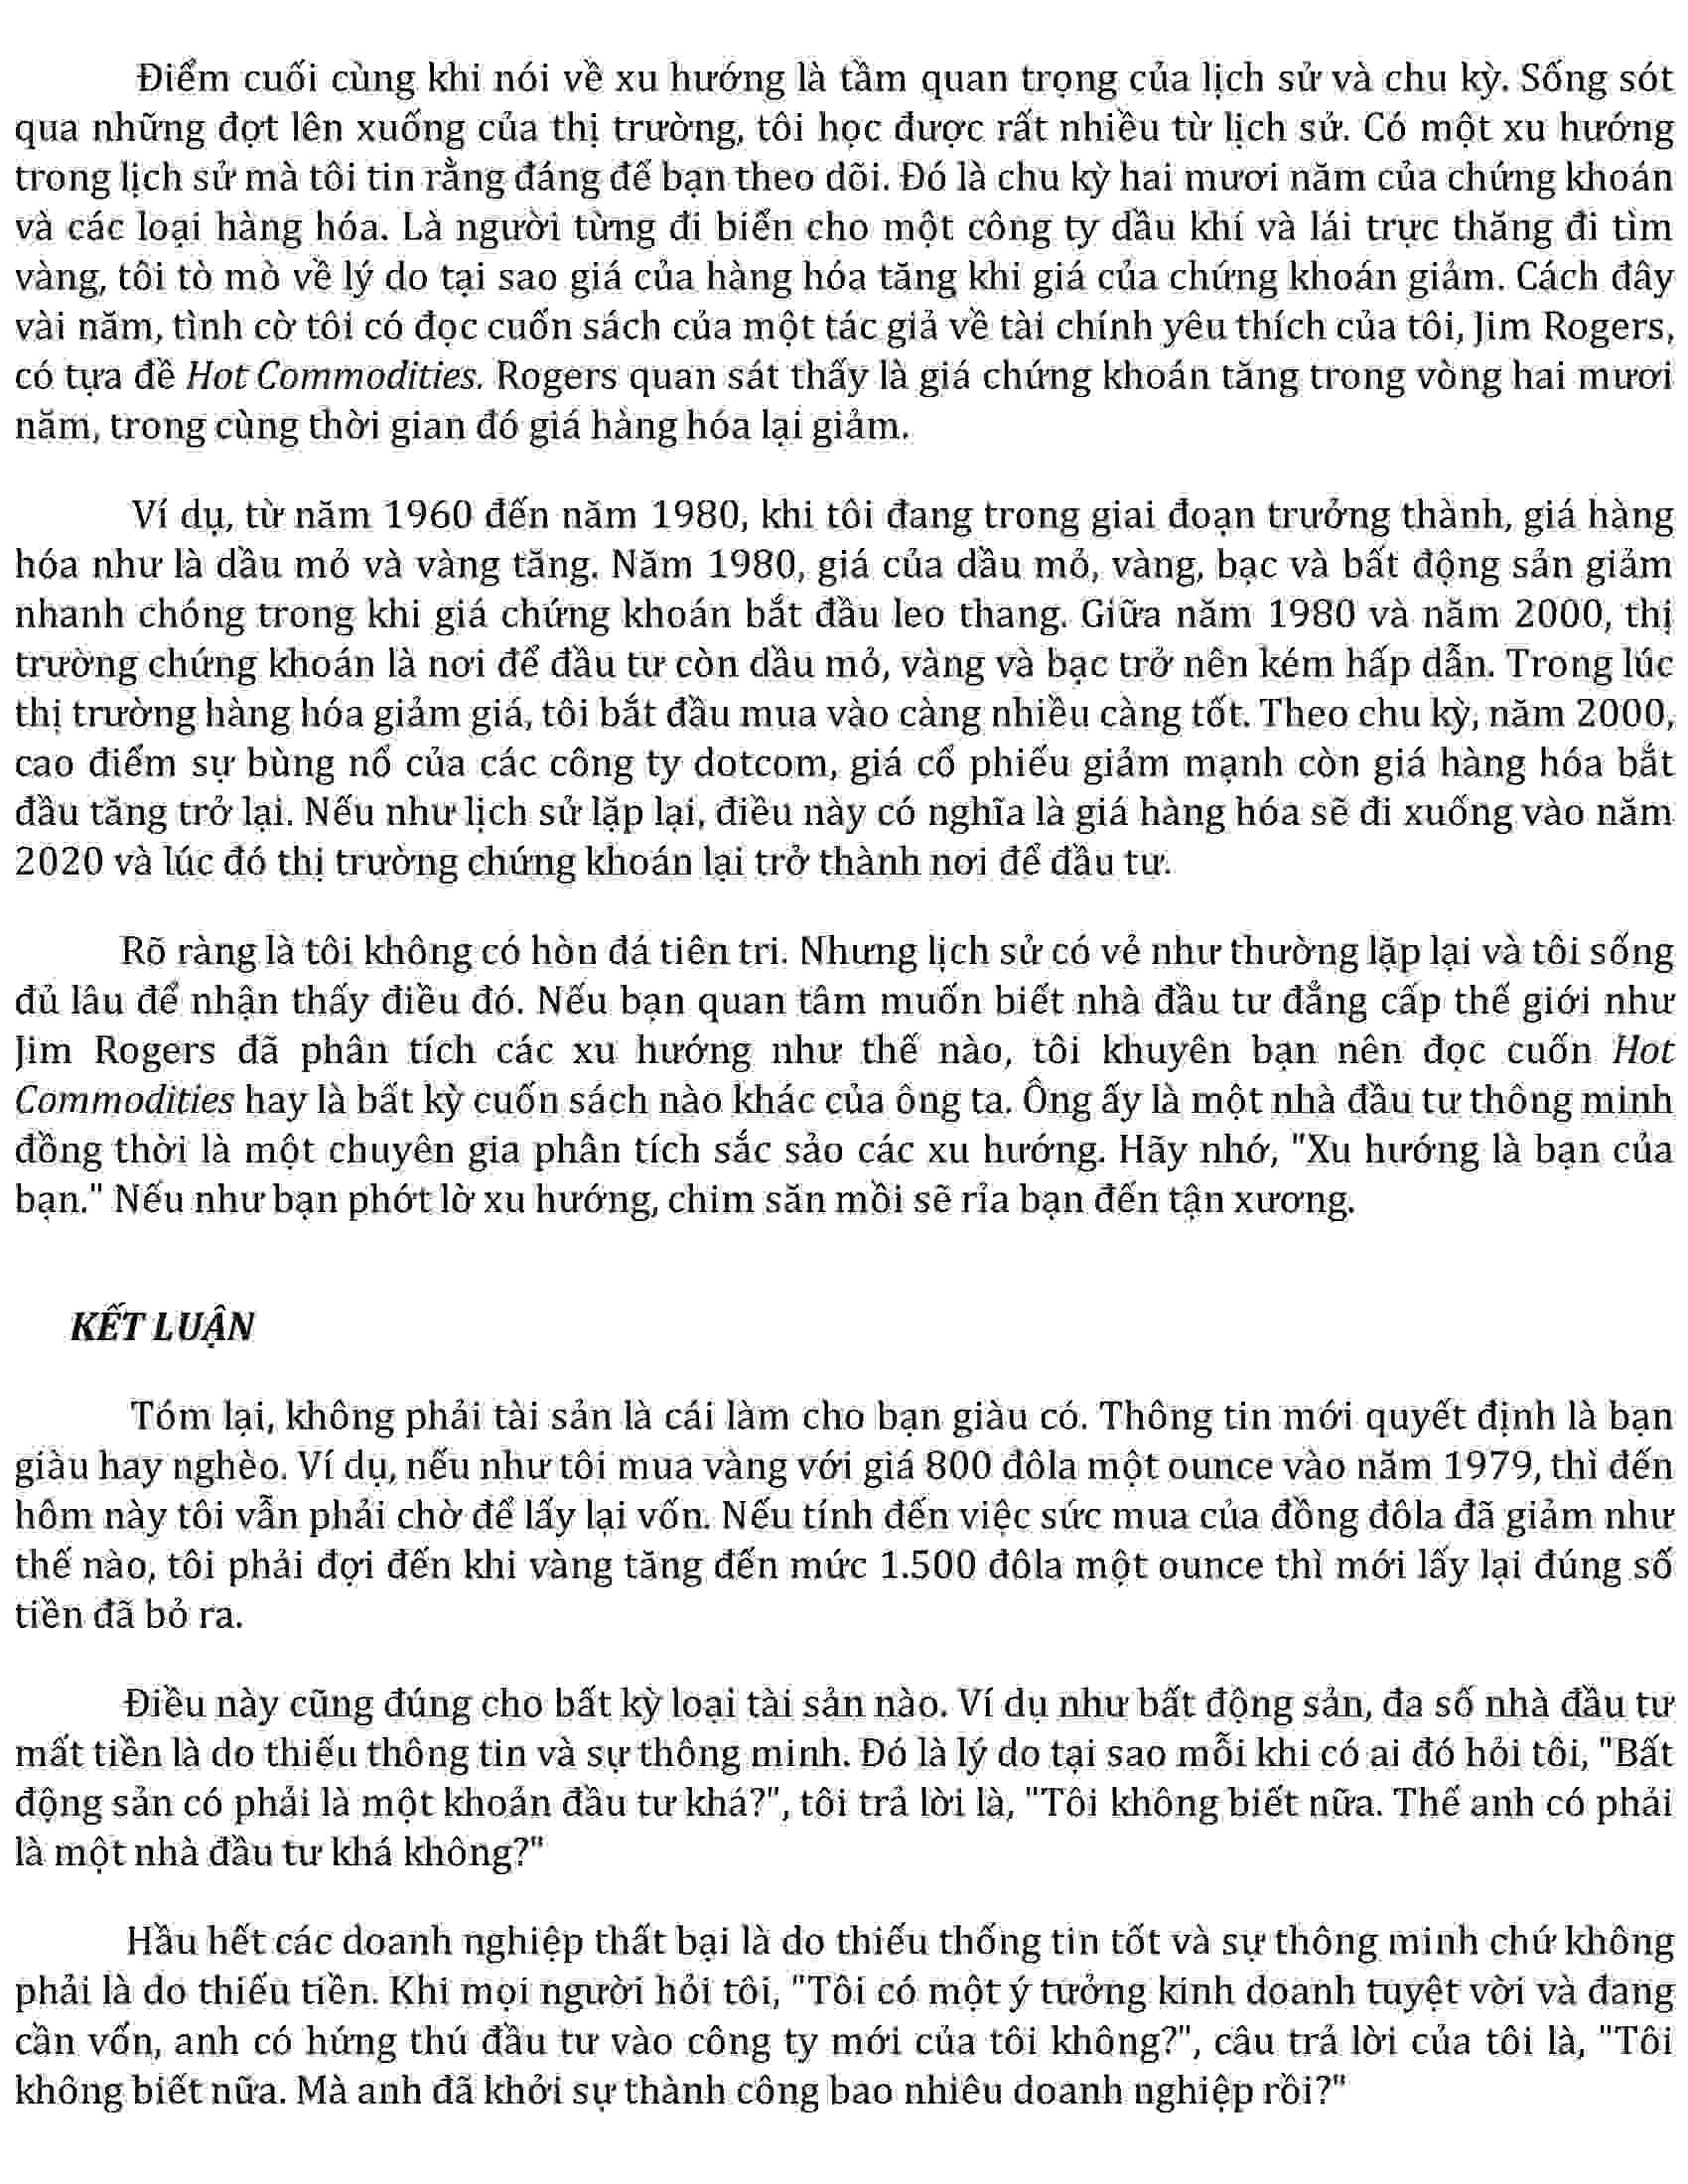 Điểm cuối cùng khi nói về xu hướng là tầm quan trọng của lịch sử và chu kỳ. Sống sót
qua những đợt lên xuống của thị trường, tôi học được rất nhiều từ lịch sử. Có một xu hướng
trong lịch sử mà tôi tin rằng đáng để bạn theo dõi. Đó là chu kỳ hai mươi năm của chứng khoán
và các loại hàng hóa. Là người từng đi biển cho một công ty dầu khí và lái trực thăng đi tìm
vàng, tôi tò mò về lý do tại sao giá của hàng hóa tăng khi giá của chứng khoán giảm. Cách đây
vài năm, tình cờ tôi có đọc cuốn sách của một tác giả về tài chính yêu thích của tôi, Jim Rogers,
có tựa đề Hot Commodities. Rogers quan sát thấy là giá chứng khoán tăng trong vòng hai mươi
năm, trong cùng thời gian đó giá hàng hóa lại giảm.
Ví dụ, từ năm 1960 đến năm 1980, khi tôi đang trong giai đoạn trưởng thành, giá hàng
hóa như là dầu mỏ và vàng tăng. Năm 1980, giá của dầu mỏ, vàng, bạc và bất động sản giảm
nhanh chóng trong khi giá chứng khoán bắt đầu leo thang. Giữa năm 1980 và năm 2000, thị
trường chứng khoán là nơi để đầu tư còn dầu mỏ, vàng và bạc trở nên kém hấp dẫn. Trong lúc
thị trường hàng hóa giảm giá, tôi bắt đầu mua vào càng nhiều càng tốt. Theo chu kỳ, năm 2000,
cao điểm sự bùng nổ của các công ty dotcom, giá cổ phiếu giảm mạnh còn giá hàng hóa bắt
đầu tăng trở lại. Nếu như lịch sử lặp lại, điều này có nghĩa là giá hàng hóa sẽ đi xuống vào năm
2020 và lúc đó thị trường chứng khoán lại trở thành nơi để đầu tư.
Rõ ràng là tôi không có hòn đá tiên tri. Nhưng lịch sử có vẻ như thường lặp lại và tôi sống
đủ lâu để nhận thấy điều đó. Nếu bạn quan tâm muốn biết nhà đầu tư đẳng cấp thế giới như
Jim Rogers đã phân tích các xu hướng như thế nào, tôi khuyên bạn nên đọc cuốn Hot
Commodities hay là bất kỳ cuốn sách nào khác của ông ta. Ông ấy là một nhà đầu tư thông minh
đồng thời là một chuyên gia phân tích sắc sảo các xu hướng. Hãy nhớ, "Xu hướng là bạn của
bạn." Nếu như bạn phớt lờ xu hướng, chim săn mồi sẽ rỉa bạn đến tận xương.
KẾT LUẬN
Tóm lại, không phải tài sản là cái làm cho bạn giàu có. Thông tin mới quyết định là bạn
giàu hay nghèo. Ví dụ, nếu như tôi mua vàng với giá 800 đôla một ounce vào năm 1979, thì đến
hôm này tôi vẫn phải chờ để lấy lại vốn. Nếu tính đến việc sức mua của đồng đôla đã giảm như
thế nào, tôi phải đợi đến khi vàng tăng đến mức 1.500 đôla một ounce thì mới lấy lại đúng số
tiền đã bỏ ra.
Điều này cũng đúng cho bất kỳ loại tài sản nào. Ví dụ như bất động sản, đa số nhà đầu tư
mất tiền là do thiếu thông tin và sự thông minh. Đó là lý do tại sao mỗi khi có ai đó hỏi tôi, "Bất
động sản có phải là một khoản đầu tư khá?", tôi trả lời là, "Tôi không biết nữa. Thế anh có phải
là một nhà đầu tư khá không?"
Hầu hết các doanh nghiệp thất bại là do thiếu thống tin tốt và sự thông minh chứ không
phải là do thiếu tiền. Khi mọi người hỏi tôi, "Tôi có một ý tưởng kinh doanh tuyệt vời và đang
cần vốn, anh có hứng thú đầu tư vào công ty mới của tôi không?", câu trả lời của tôi là, "Tôi
không biết nữa. Mà anh đã khởi sự thành công bao nhiêu doanh nghiệp rồi?"